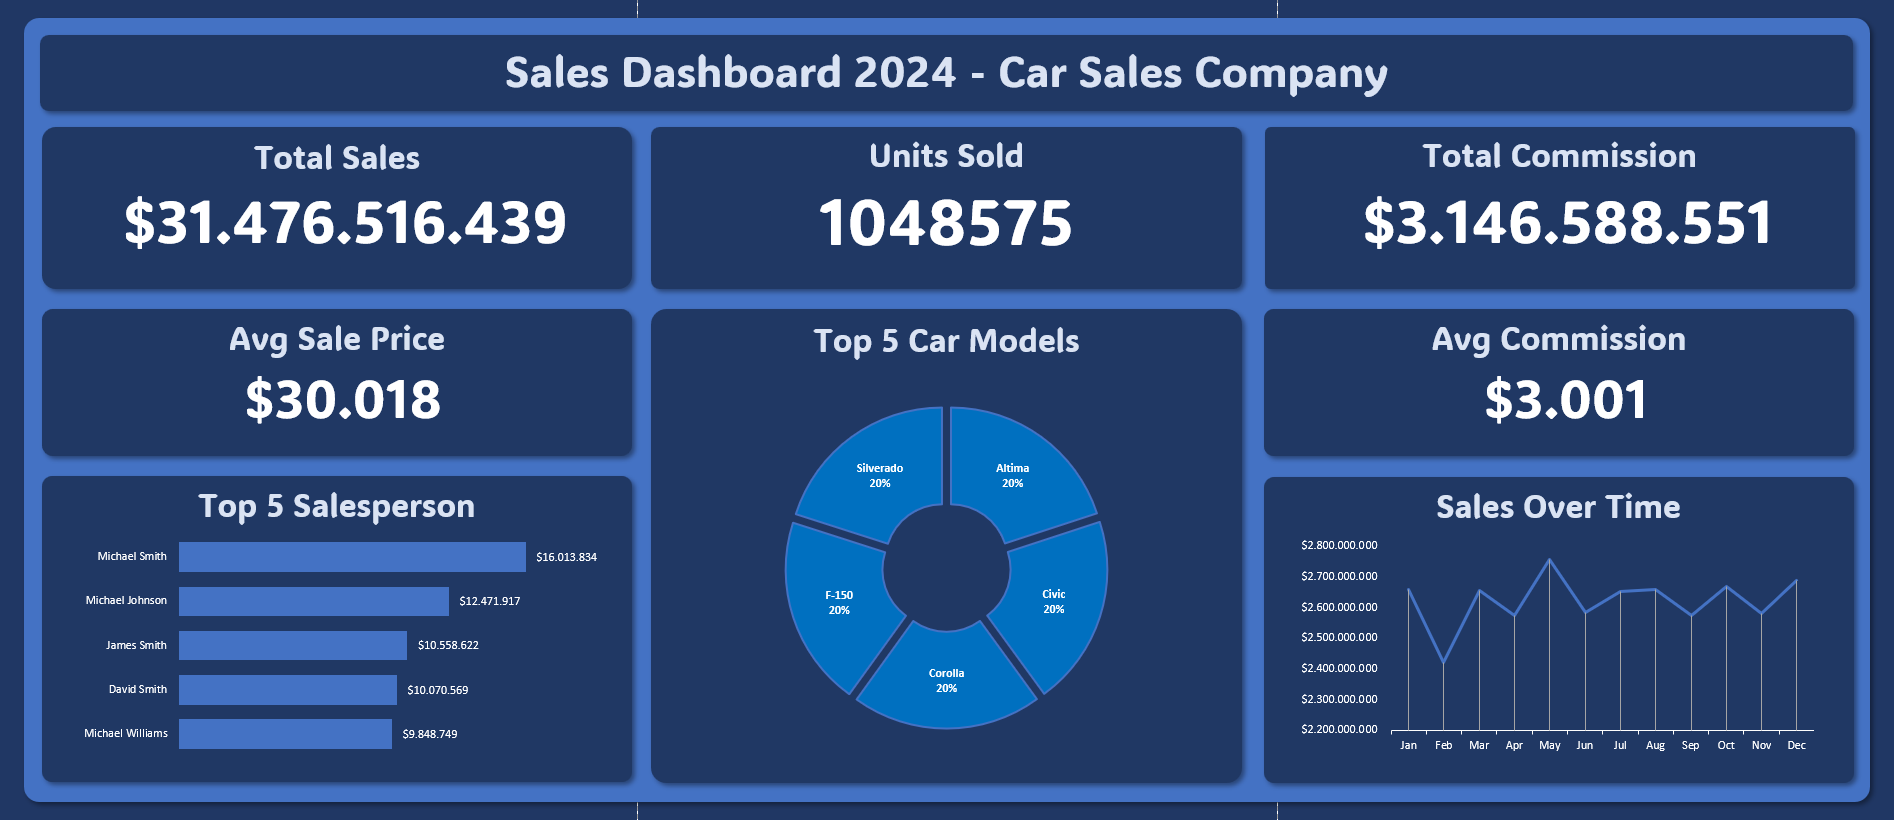 Sales Dashboard 2024 - Car Sales Company
Total Sales
$31.476.516.439
Units Sold
1048575
Total Commission
$3.146.588.551
Avg Sale Price
$30.018
Top 5 Car Models
Silverado
20%
Altima
20%
F-150
20%
Civic
20%
Corolla
20%
Avg Commission
$3.001
Top 5 Salesperson
Michael Smith
$16.013.834
Michael Johnson
$12.471.917
James Smith
$10.558.622
David Smith
$10.070.569
Michael Williams
$9.848.749
Sales Over Time
$2.800.000.000
$2.700.000.000
$2.600.000.000
$2.500.000.000
$2.400.000.000
$2.300.000.000
$2.200.000.000
Jan Feb Mar Apr May Jun Jul Aug Sep Oct Nov Dec